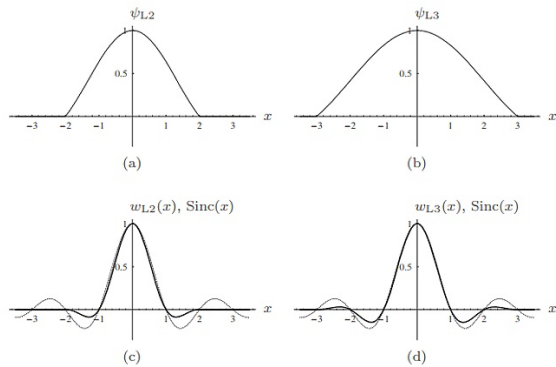 ψL2 ψL3
1 1
0.5 0.5
−3 −2 −1 1 2 3 x −3 −2 −1 1 2 3 x
(a) (b)
wL2(x), Sinc(x) wL3(x), Sinc(x)
1 1
0.5 0.5
−3 −2 −1 1 2 3 x −3 −2 −1 1 2 3 x
(c) (d)